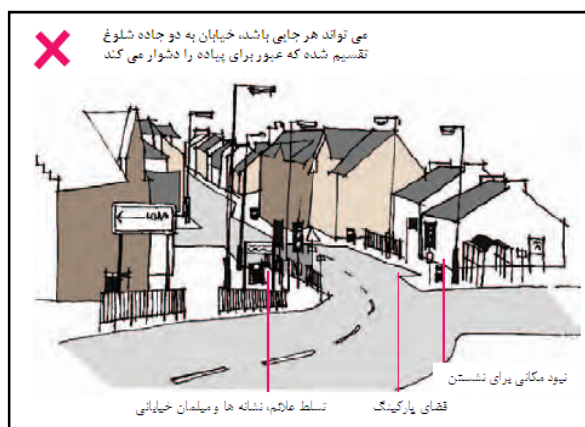 می تواند هر جایی باشد، خیابان به دو جاده شلوغ
تقسیم شده که عبور برای پیاده را دشوار می کند
نبود مکانی برای نشستن
فضای پارکینگ
تسلط علائم، نشانه ها و مبلمان خیابانی